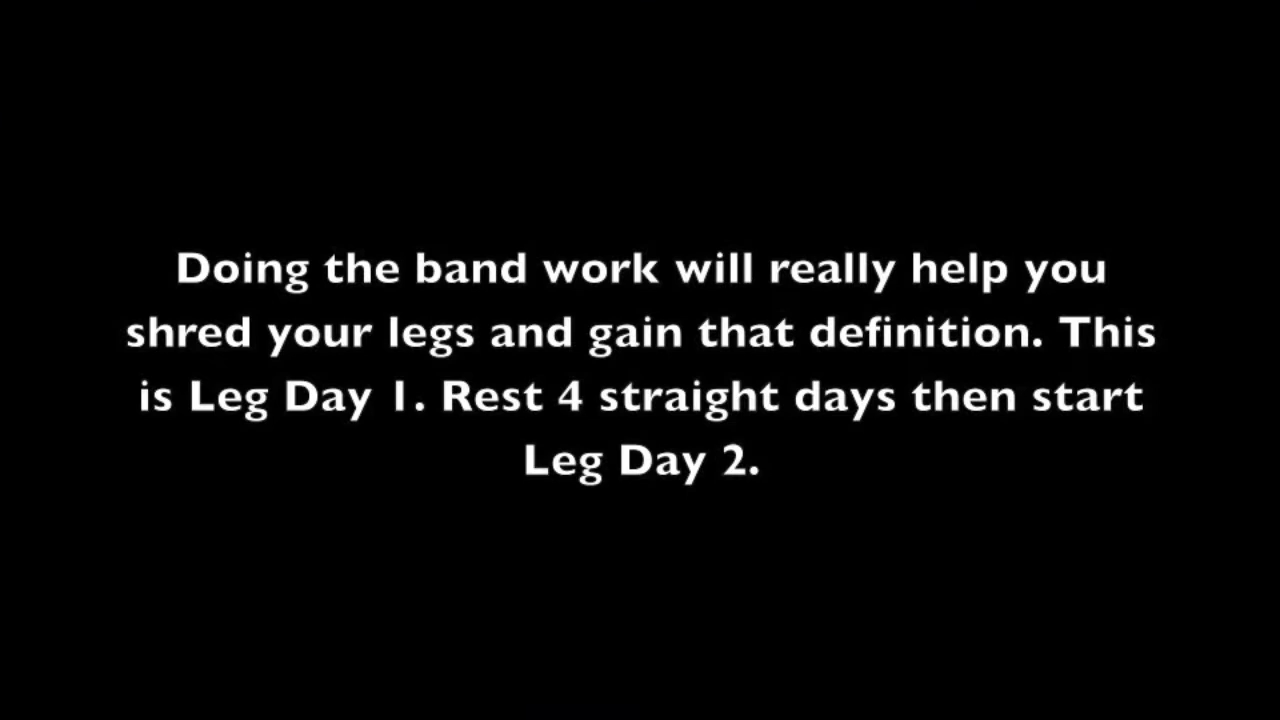 Doing the band work will really help you
shred your legs and gain that definition. This
is Leg Day 1. Rest 4 straight days then start
Leg Day 2.